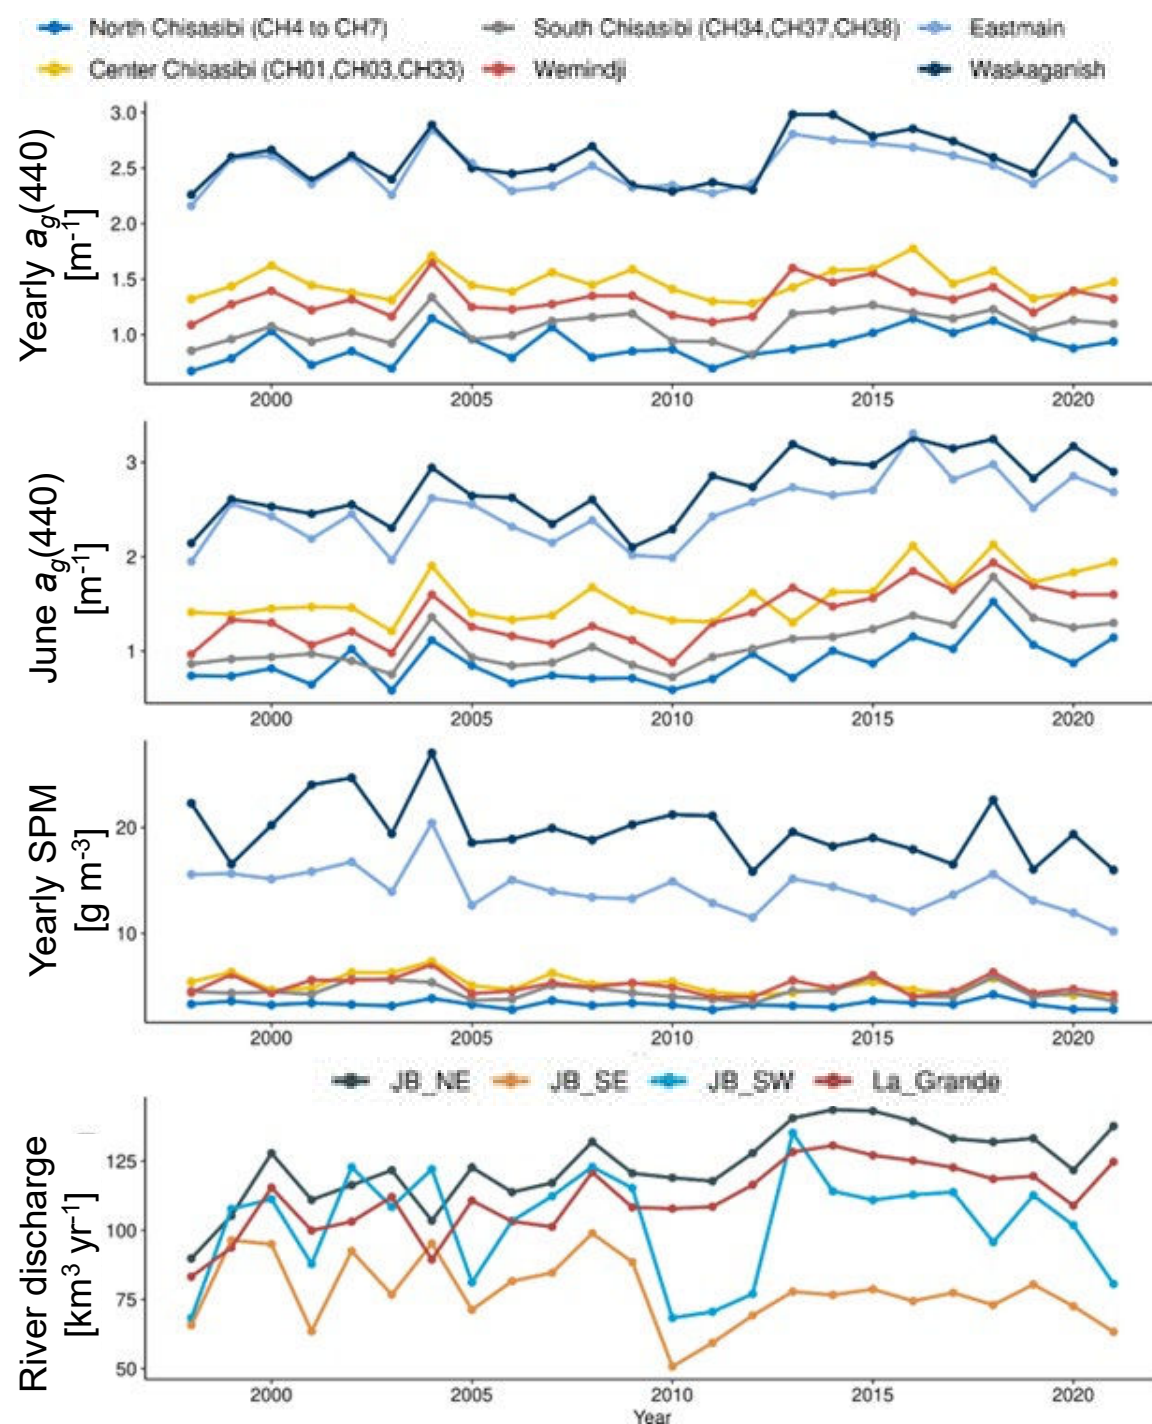 North Chisasibi (CH4 to CH7) South Chisasibi (CH34,CH37,CH38) Eastmain
Center Chisasibi (CH01,CH03,CH33) Wemindji Waskaganish
Yearly ag(440)
[m-1]
3.0
2.5
2.0
1.5
1.0
2000 2005 2010 2015 2020
June ag(440)
[m-1]
3
2
1
2000 2005 2010 2015 2020
Yearly SPM
[g m-3]
20
10
2000 2005 2010 2015 2020
JB_NE JB_SE JB_SW La_Grande
River discharge
[km3 yr-1]
125
100
75
50
2000 2005 2010 2015 2020
Year